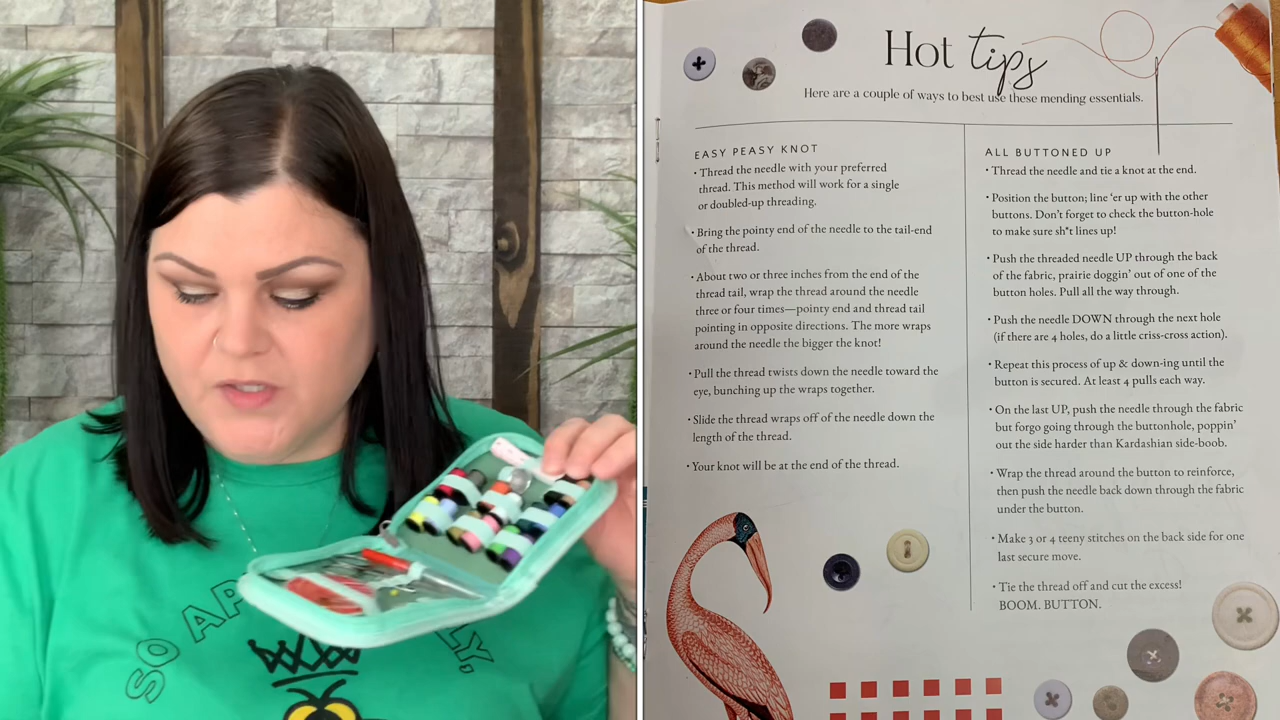 SO AP
LY,
Hot tips
Here are a couple of ways to best use these mending essentials.
EASY PEASY KNOT
• Thread the needle with your preferred
thread. This method will work for a single
or doubled-up threading.
• Bring the pointy end of the needle to the tail-end
of the thread.
• About two or three inches from the end of the
thread tail, wrap the thread around the needle
three or four times—pointy end and thread tail
pointing in opposite directions. The more wraps
around the needle the bigger the knot!
• Pull the thread twists down the needle toward the
eye, bunching up the wraps together.
• Slide the thread wraps off of the needle down the
length of the thread.
• Your knot will be at the end of the thread.
ALL BUTTONED UP
• Thread the needle and tie a knot at the end.
• Position the button; line ‘er up with the other
buttons. Don’t forget to check the button-hole
to make sure sh*t lines up!
• Push the threaded needle UP through the back
of the fabric, prairie doggin’ out of one of the
button holes. Pull all the way through.
• Push the needle DOWN through the next hole
(if there are 4 holes, do a little criss-cross action).
• Repeat this process of up & down-ing until the
button is secured. At least 4 pulls each way.
• On the last UP, push the needle through the fabric
but forgo going through the buttonhole, poppin’
out the side harder than Kardashian side-boob.
• Wrap the thread around the button to reinforce,
then push the needle back down through the fabric
under the button.
• Make 3 or 4 teeny stitches on the back side for one
last secure move.
• Tie the thread off and cut the excess!
BOOM. BUTTON.